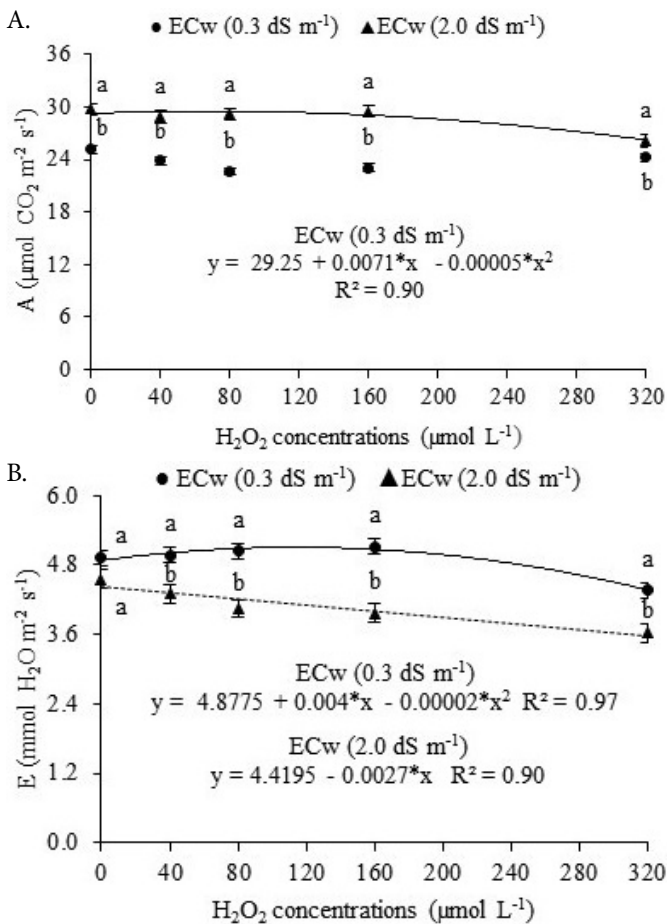 A.
● ECw (0.3 dS m⁻¹) ▲ ECw (2.0 dS m⁻¹)
a a a a
b b b b
a
b
36
30
24
18
12
6
0
A (µmol CO₂ m⁻² s⁻¹)
ECw (0.3 dS m⁻¹)
y = 29.25 + 0.0071*x - 0.00005*x²
R² = 0.90
0 40 80 120 160 200 240 280 320
H₂O₂ concentrations (µmol L⁻¹)
B.
● ECw (0.3 dS m⁻¹) ▲ ECw (2.0 dS m⁻¹)
a a a a a
a b b b b
6.0
4.8
3.6
2.4
1.2
0.0
E (mmol H₂O m⁻² s⁻¹)
ECw (0.3 dS m⁻¹)
y = 4.8775 + 0.004*x - 0.00002*x² R² = 0.97
ECw (2.0 dS m⁻¹)
y = 4.4195 - 0.0027*x R² = 0.90
0 40 80 120 160 200 240 280 320
H₂O₂ concentrations (µmol L⁻¹)